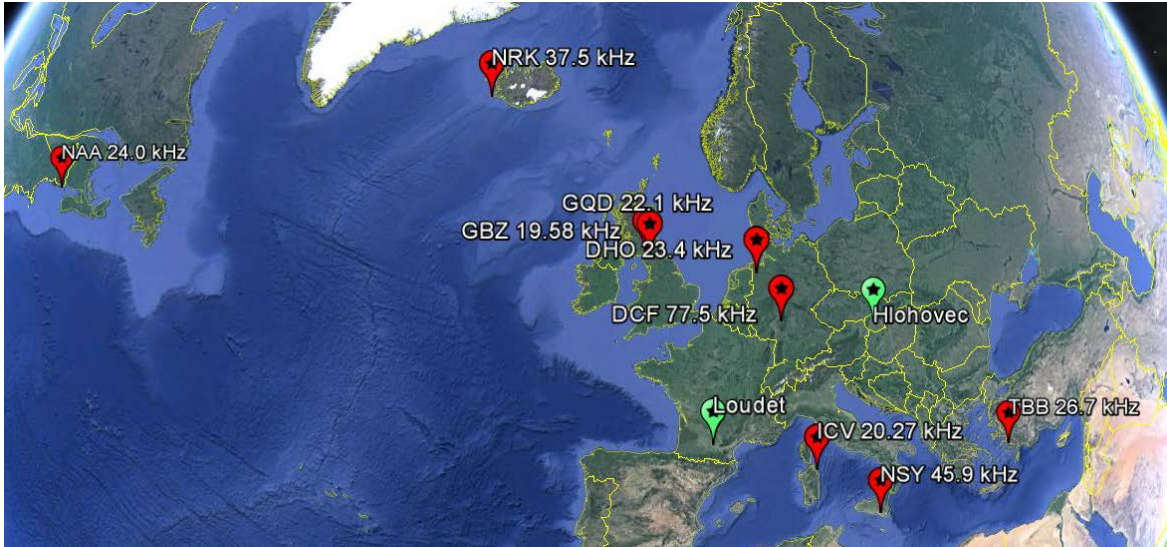 NRK 37.5 kHz
NAA 24.0 kHz
GQD 22.1 kHz
GBZ 19.58 kHz
DHO 23.4 kHz
DCF 77.5 kHz
Hlohovec
Loudet
TBB 26.7 kHz
ICV 20.27 kHz
NSY 45.9 kHz